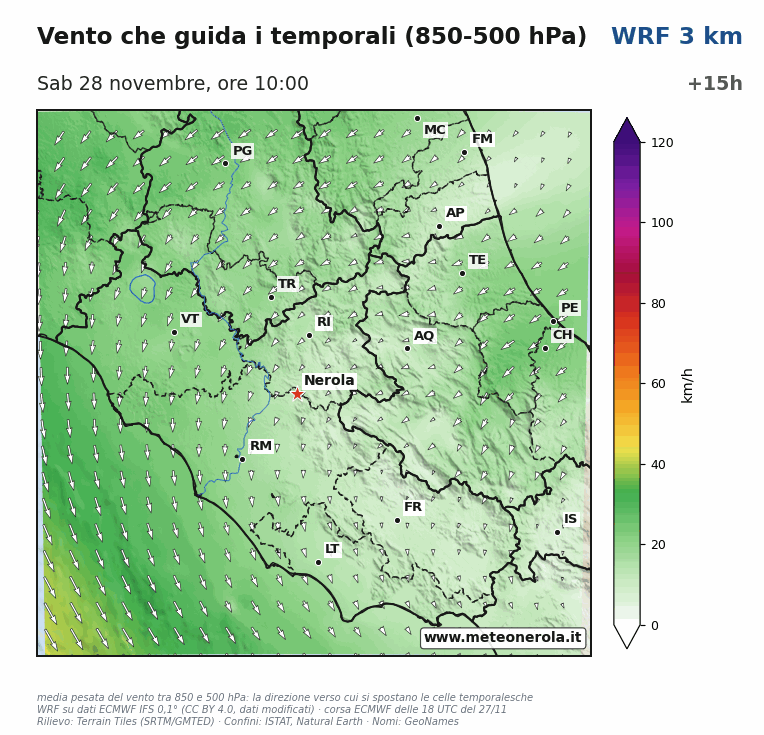 Vento che guida i temporali (850-500 hPa) WRF 3 km
Sab 28 novembre, ore 10:00 +15h
MC
FM
PG
AP
TE
TR
PE
VT
RI
CH
AQ
Nerola
RM
FR
IS
LT
www.meteonerola.it
120
100
80
60
40
20
0
km/h
media pesata del vento tra 850 e 500 hPa: la direzione verso cui si spostano le celle temporalesche
WRF su dati ECMWF IFS 0,1° (CC BY 4.0, dati modificati) · corsa ECMWF delle 18 UTC del 27/11
Rilievo: Terrain Tiles (SRTM/GMTED) · Confini: ISTAT, Natural Earth · Nomi: GeoNames